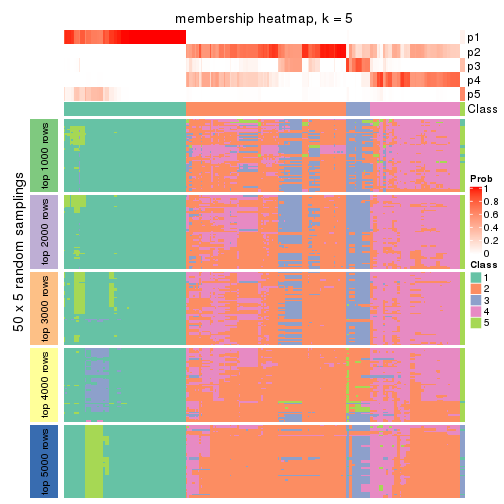 membership heatmap, k = 5
p1
p2
p3
p4
p5
Class
50 x 5 random samplings
top 1000 rows
top 2000 rows
top 3000 rows
top 4000 rows
top 5000 rows
Prob
1
0.8
0.6
0.4
0.2
0
Class
1
2
3
4
5